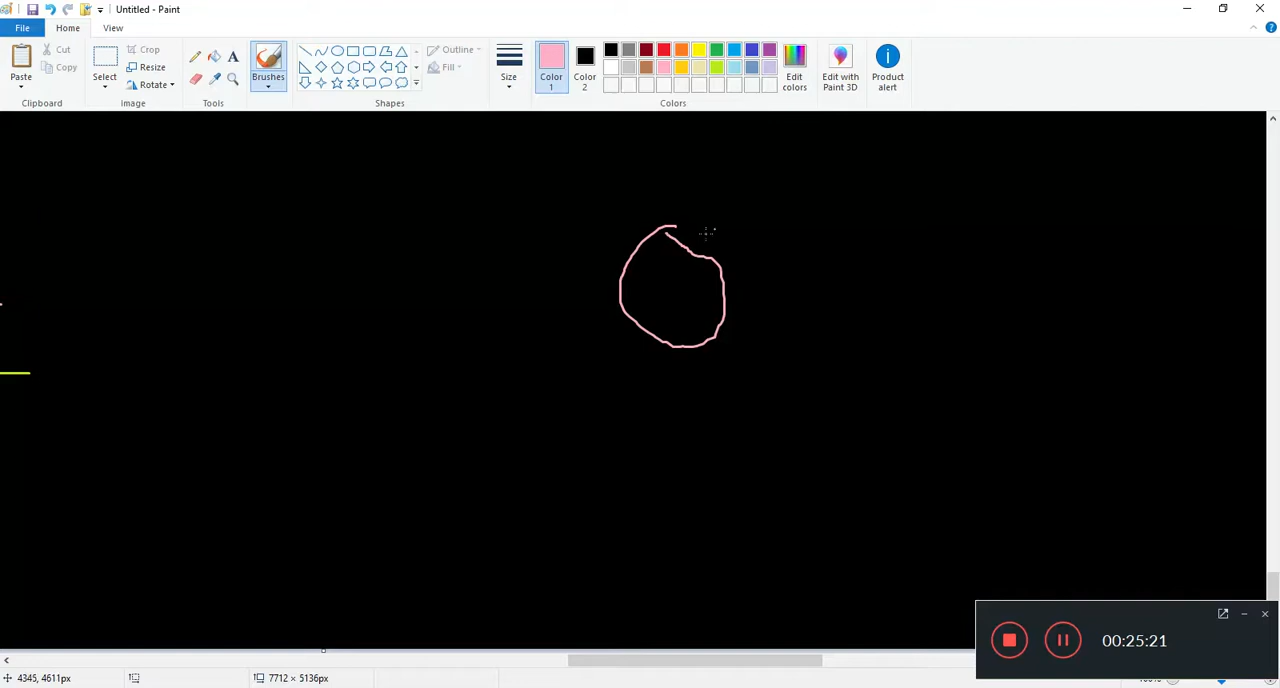 Untitled - Paint
File Home View
Paste
Cut
Copy
Clipboard
Select
Crop
Resize
Rotate
Image
Tools
Brushes
Shapes
Outline
Fill
Size
Color 1
Color 2
Colors
Edit colors
Edit with Paint 3D
Product alert
00:25:21
4345, 4611px
7712 × 5136px